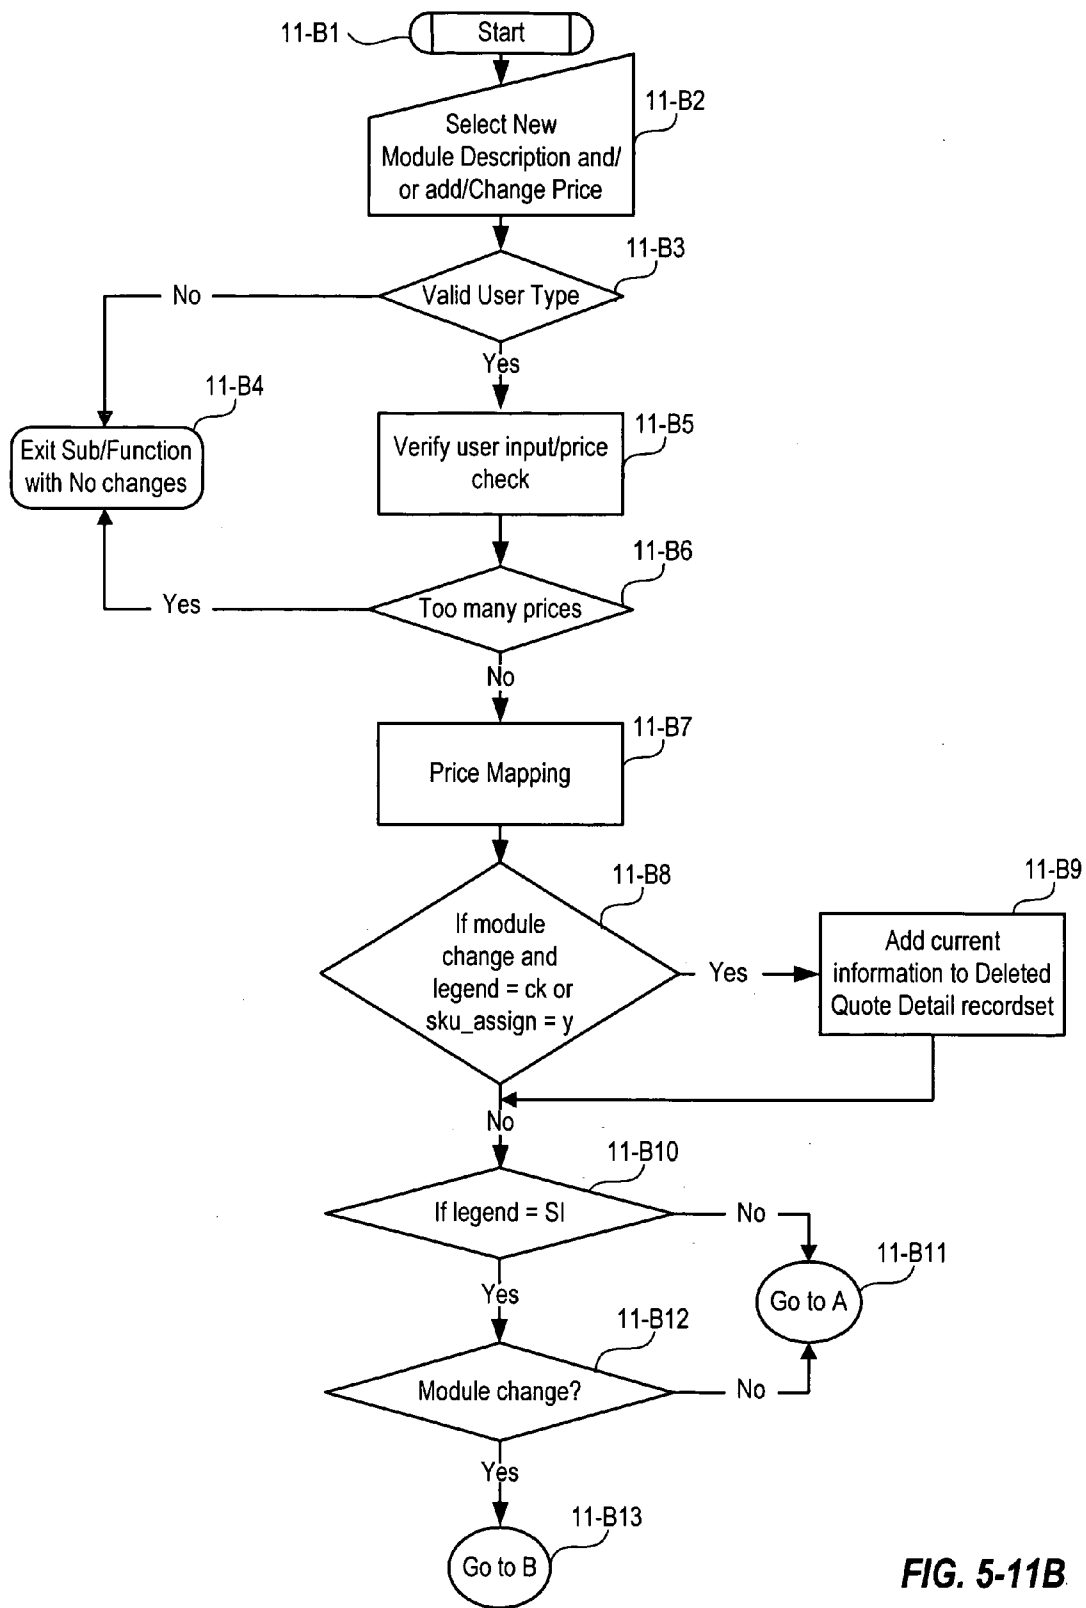 11-B1
Start
11-B2
Select New
Module Description and/
or add/Change Price
11-B3
Valid User Type
No
Yes
11-B4
Exit Sub/Function
with No changes
11-B5
Verify user input/price
check
11-B6
Too many prices
Yes
No
11-B7
Price Mapping
11-B8
If module
change and
legend = ck or
sku_assign = y
Yes
11-B9
Add current
information to Deleted
Quote Detail recordset
No
11-B10
If legend = SI
No
11-B11
Go to A
Yes
11-B12
Module change?
No
Yes
11-B13
Go to B
FIG. 5-11B